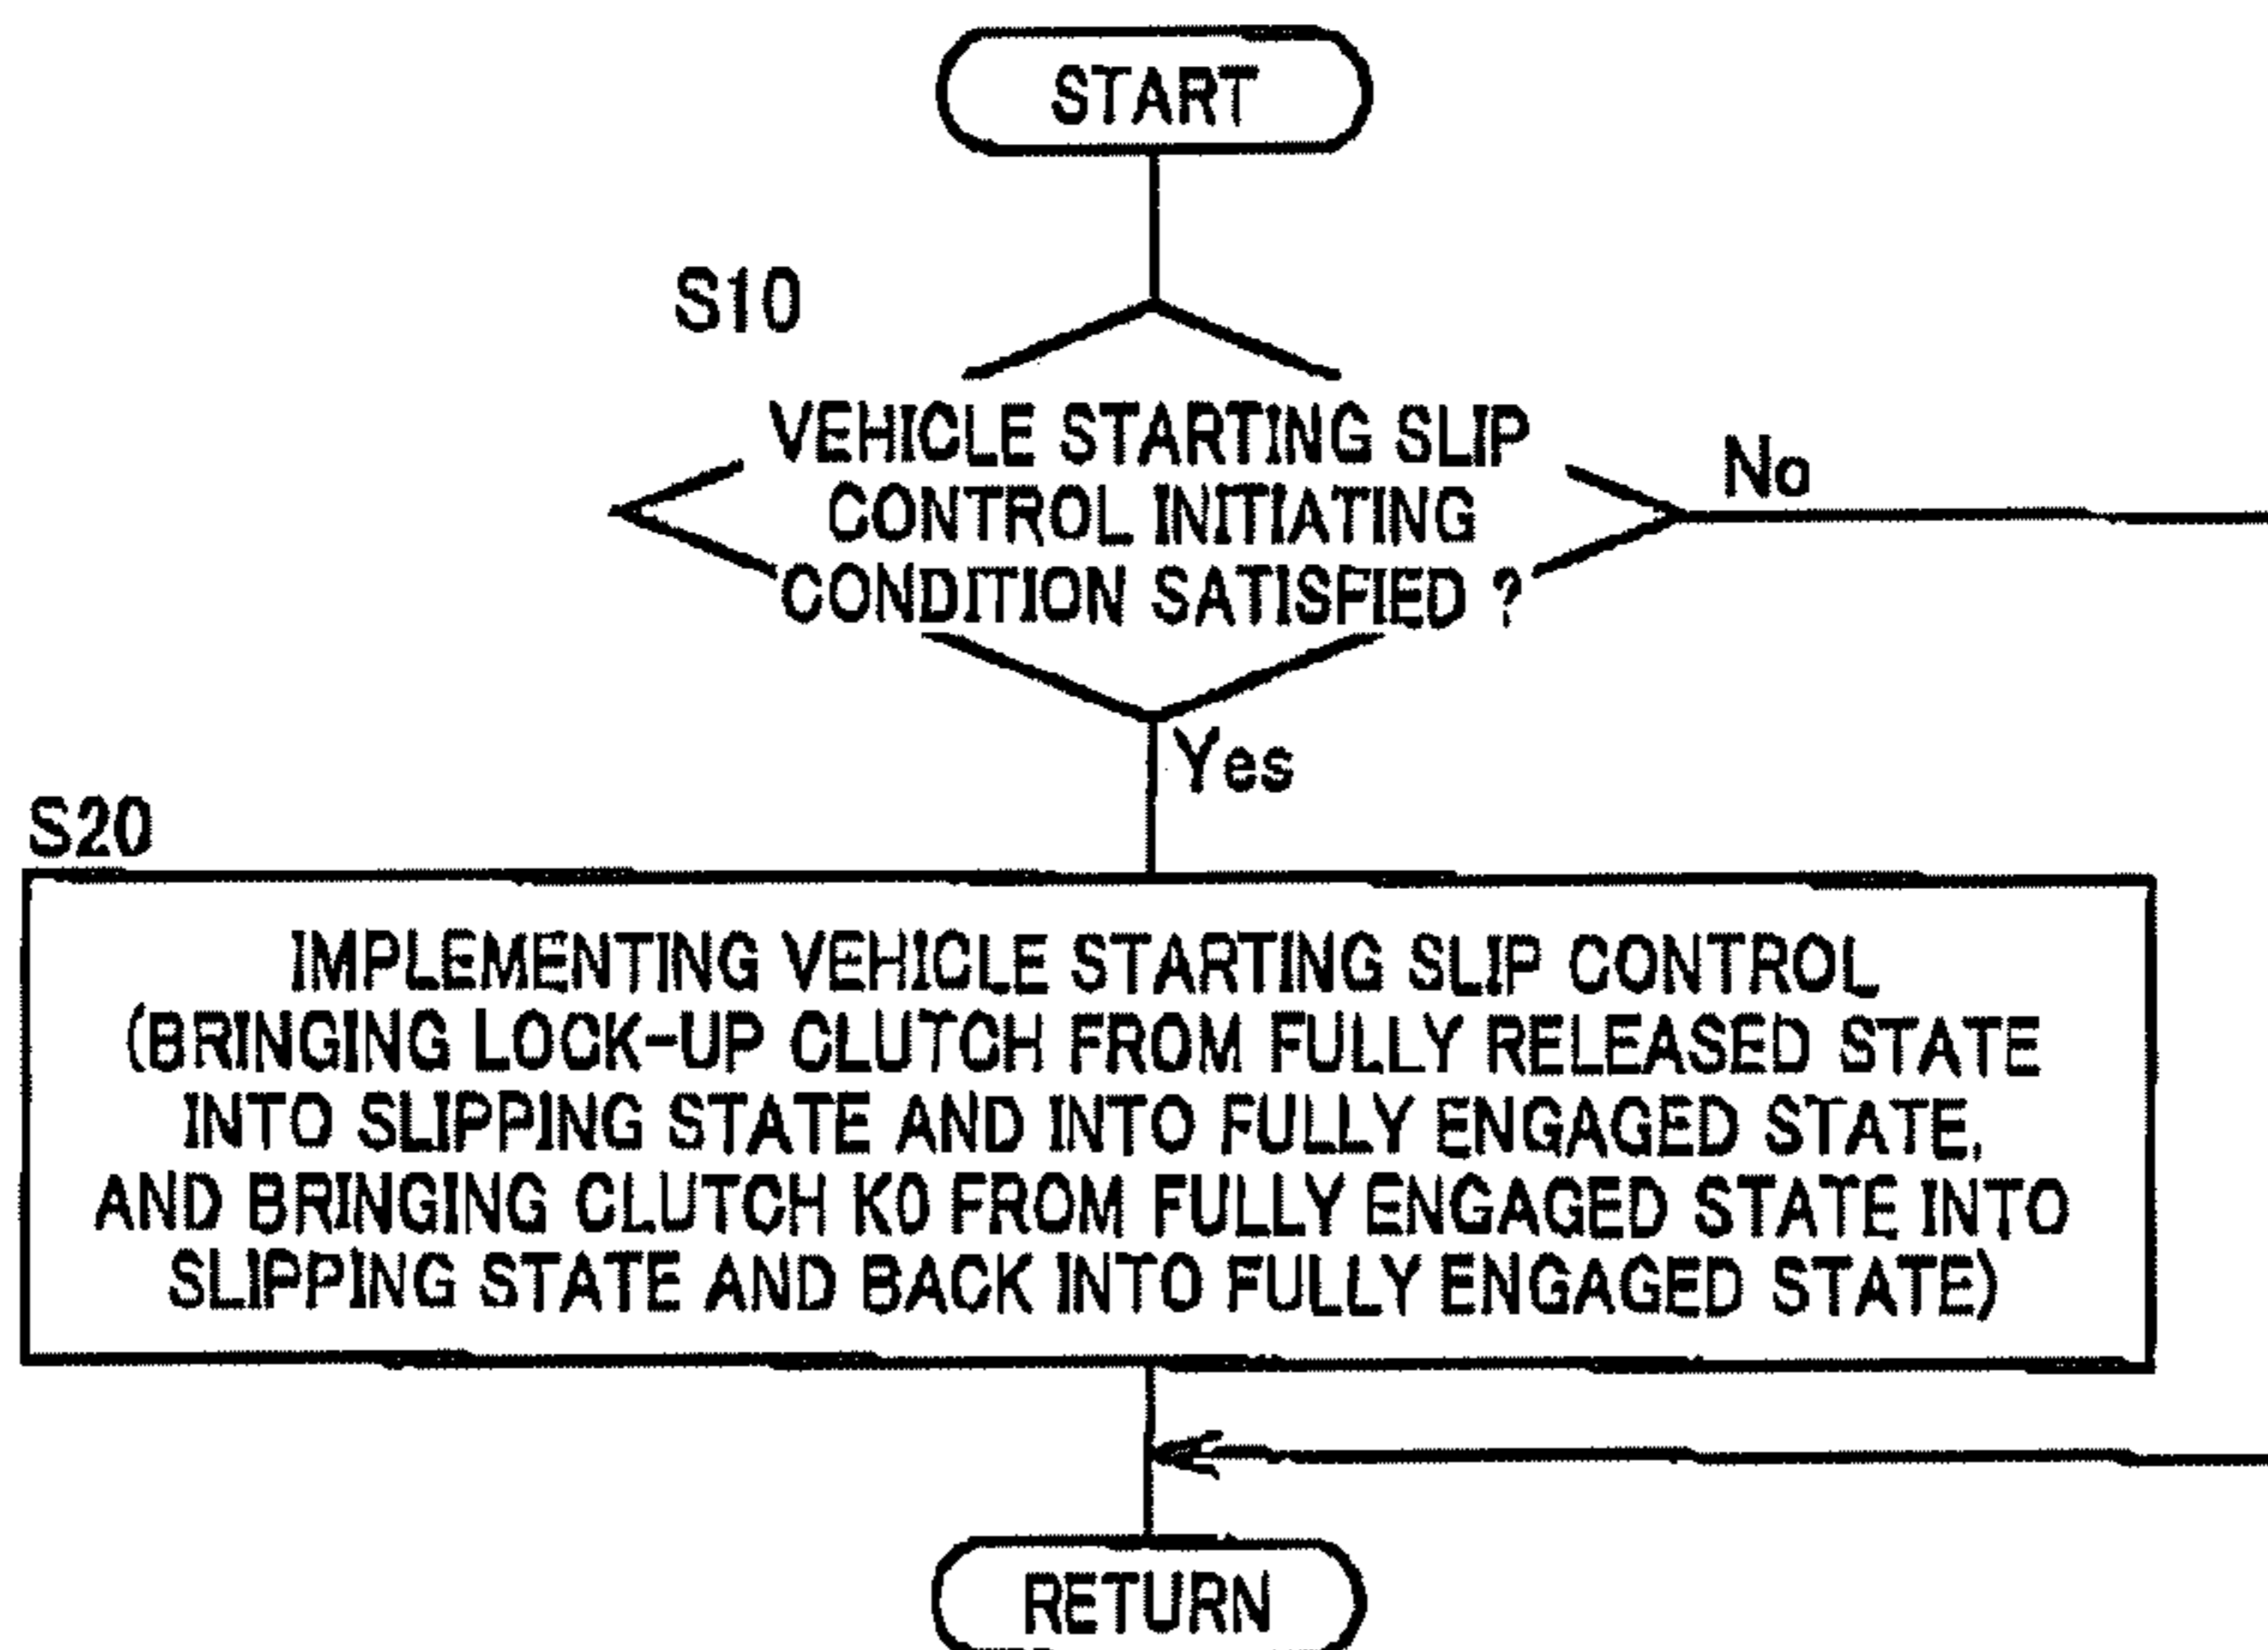 START
S10
VEHICLE STARTING SLIP
CONTROL INITIATING
CONDITION SATISFIED ?
No
Yes
S20
IMPLEMENTING VEHICLE STARTING SLIP CONTROL
(BRINGING LOCK-UP CLUTCH FROM FULLY RELEASED STATE
INTO SLIPPING STATE AND INTO FULLY ENGAGED STATE,
AND BRINGING CLUTCH K0 FROM FULLY ENGAGED STATE INTO
SLIPPING STATE AND BACK INTO FULLY ENGAGED STATE)
RETURN